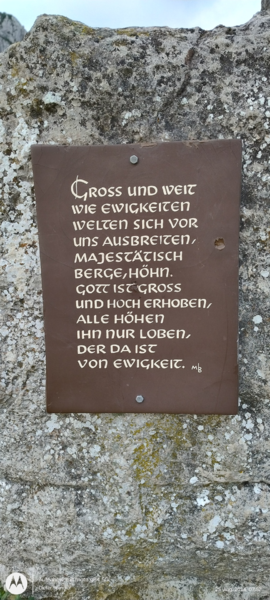 Gross und weit
wie Ewigkeiten
Welten sich vor
uns ausbreiten,
majestätisch
Berge, Höhn.
Gott ist gross
und hoch erhoben,
alle Höhen
ihn nur loben,
der da ist
von Ewigkeit. MB